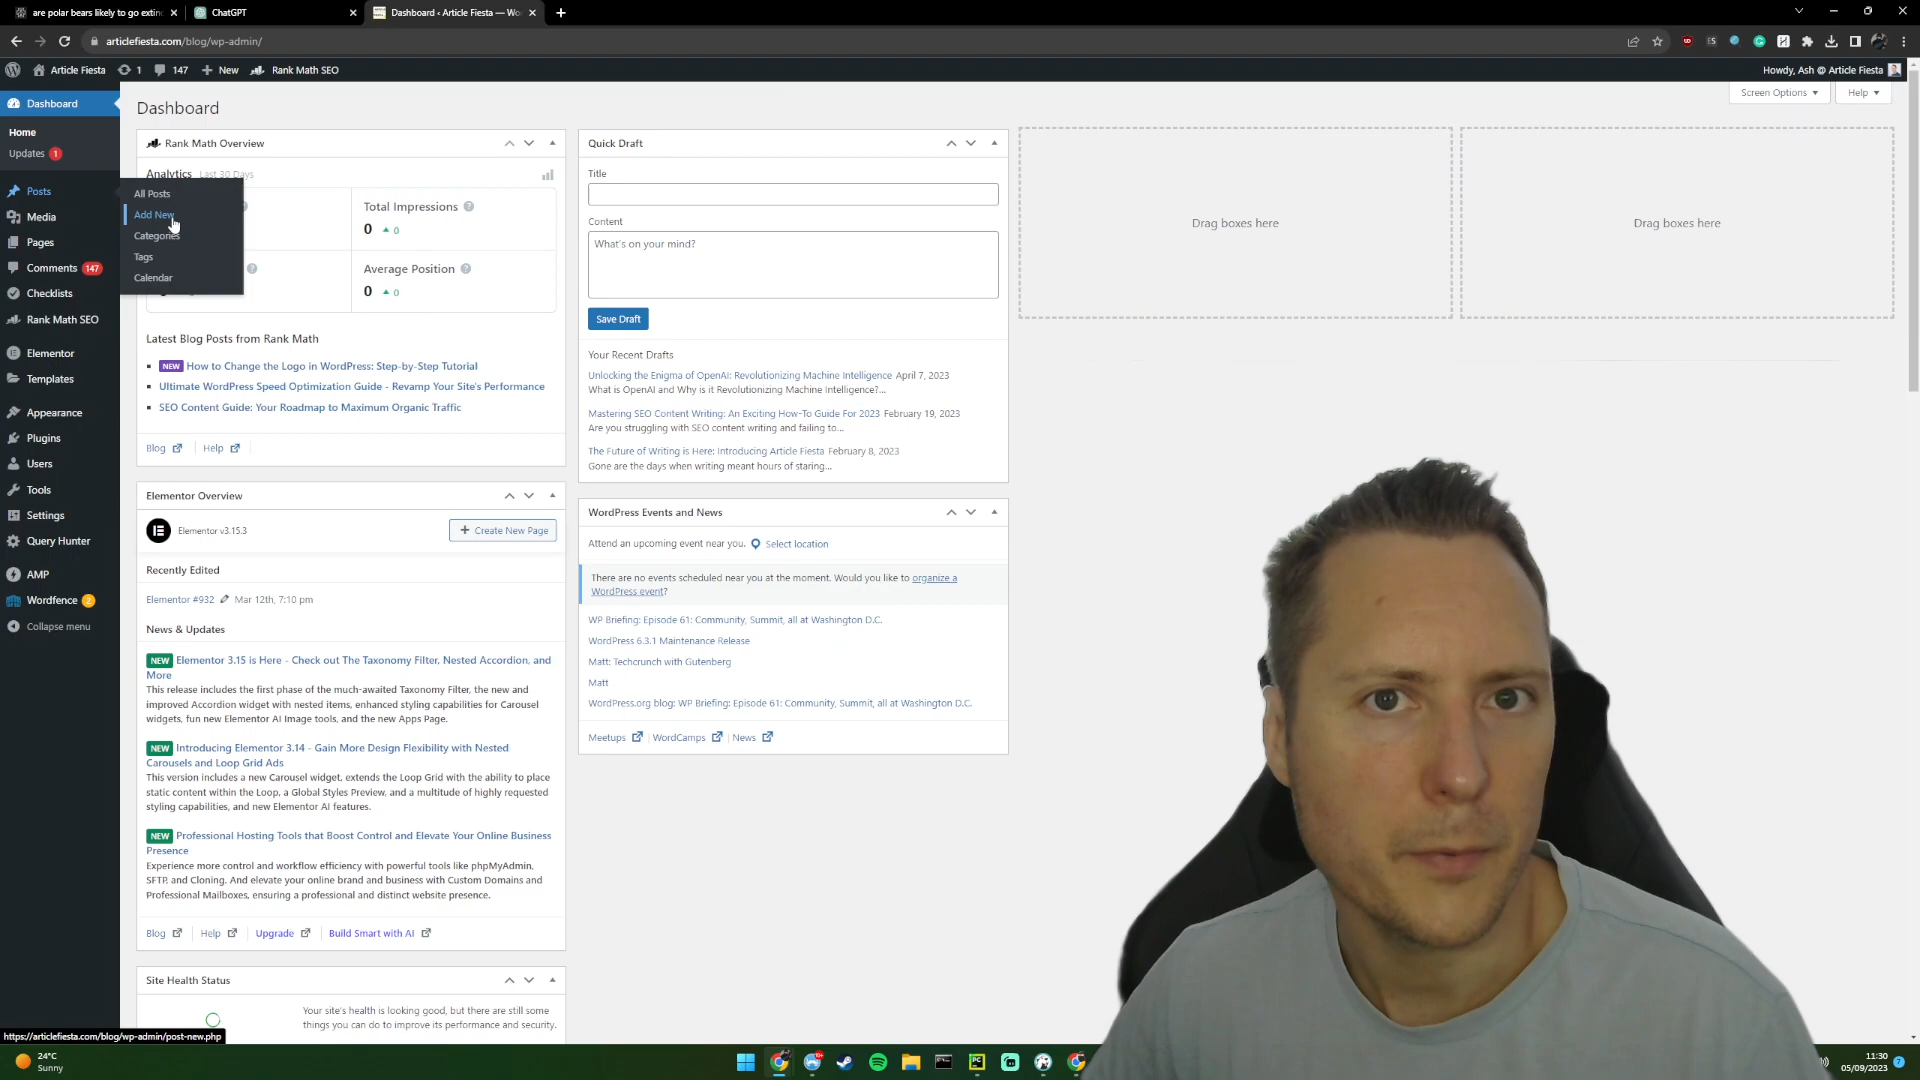 are polar bears likely to go extinc
ChatGPT
Dashboard ‹ Article Fiesta — Wo
articlefiesta.com/blog/wp-admin/
Article Fiesta
1
147
New
Rank Math SEO
Howdy, Ash @ Article Fiesta
Dashboard
Home
Updates 1
Posts
Media
Pages
Comments 147
Checklists
Rank Math SEO
Elementor
Templates
Appearance
Plugins
Users
Tools
Settings
Query Hunter
AMP
Wordfence 2
Collapse menu
All Posts
Add New
Categories
Tags
Calendar
Dashboard
Screen Options
Help
Rank Math Overview
Analytics Last 30 Days
Total Impressions
0 0
Average Position
0 0
Latest Blog Posts from Rank Math
NEW How to Change the Logo in WordPress: Step-by-Step Tutorial
Ultimate WordPress Speed Optimization Guide - Revamp Your Site's Performance
SEO Content Guide: Your Roadmap to Maximum Organic Traffic
Blog
Help
Elementor Overview
Elementor v3.15.3
+ Create New Page
Recently Edited
Elementor #932 Mar 12th, 7:10 pm
News & Updates
NEW Elementor 3.15 is Here - Check out The Taxonomy Filter, Nested Accordion, and
More
This release includes the first phase of the much-awaited Taxonomy Filter, the new and
improved Accordion widget with nested items, enhanced styling capabilities for Carousel
widgets, fun new Elementor AI Image tools, and the new Apps Page.
NEW Introducing Elementor 3.14 - Gain More Design Flexibility with Nested
Carousels and Loop Grid Ads
This version includes a new Carousel widget, extends the Loop Grid with the ability to place
static content within the Loop, a Global Styles Preview, and a multitude of highly requested
styling capabilities, and new Elementor AI features.
NEW Professional Hosting Tools that Boost Control and Elevate Your Online Business
Presence
Experience more control and workflow efficiency with powerful tools like phpMyAdmin,
SFTP, and Cloning. And elevate your online brand and business with Custom Domains and
Professional Mailboxes, ensuring a professional and distinct website presence.
Blog
Help
Upgrade
Build Smart with AI
Site Health Status
Your site's health is looking good, but there are still some
things you can do to improve its performance and security.
Quick Draft
Title
Content
What's on your mind?
Save Draft
Your Recent Drafts
Unlocking the Enigma of OpenAI: Revolutionizing Machine Intelligence April 7, 2023
What is OpenAI and Why is it Revolutionizing Machine Intelligence?...
Mastering SEO Content Writing: An Exciting How-To Guide For 2023 February 19, 2023
Are you struggling with SEO content writing and failing to...
The Future of Writing is Here: Introducing Article Fiesta February 8, 2023
Gone are the days when writing meant hours of staring...
WordPress Events and News
Attend an upcoming event near you. Select location
There are no events scheduled near you at the moment. Would you like to organize a
WordPress event?
WP Briefing: Episode 61: Community, Summit, all at Washington D.C.
WordPress 6.3.1 Maintenance Release
Matt: Techcrunch with Gutenberg
Matt
WordPress.org blog: WP Briefing: Episode 61: Community, Summit, all at Washington D.C.
Meetups
WordCamps
News
Drag boxes here
Drag boxes here
https://articlefiesta.com/blog/wp-admin/post-new.php
24°C
Sunny
11:30
05/09/2023
7